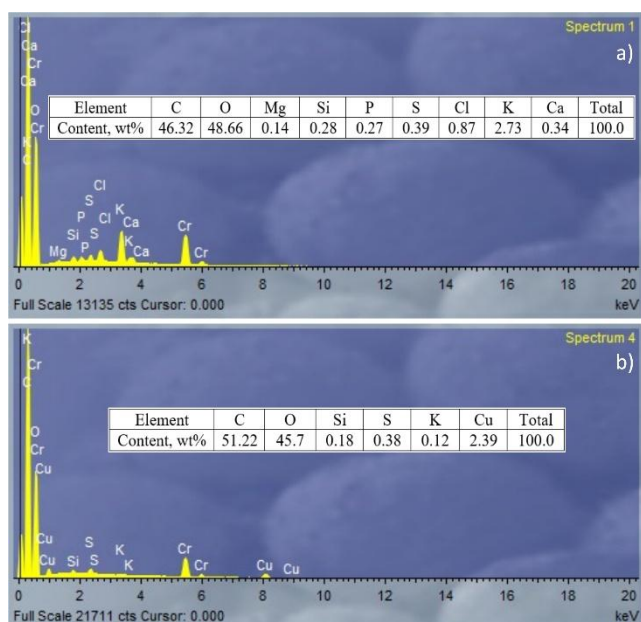 Spectrum 1
a)
Cl
Ca
Cr
Ca
O
Cr
K
C
Element C O Mg Si P S Cl K Ca Total
Content, wt% 46.32 48.66 0.14 0.28 0.27 0.39 0.87 2.73 0.34 100.0
Cl
S K
P Cl Ca Cr
Si S K
Mg P Ca Cr
0 2 4 6 8 10 12 14 16 18 20
Full Scale 13135 cts Cursor: 0.000 keV
Spectrum 4
b)
K
Cr
C
O
Cr
Cu
Element C O Si S K Cu Total
Content, wt% 51.22 45.7 0.18 0.38 0.12 2.39 100.0
Cu S K Cr
Cu Si S K Cr Cu Cu
0 2 4 6 8 10 12 14 16 18 20
Full Scale 21711 cts Cursor: 0.000 keV